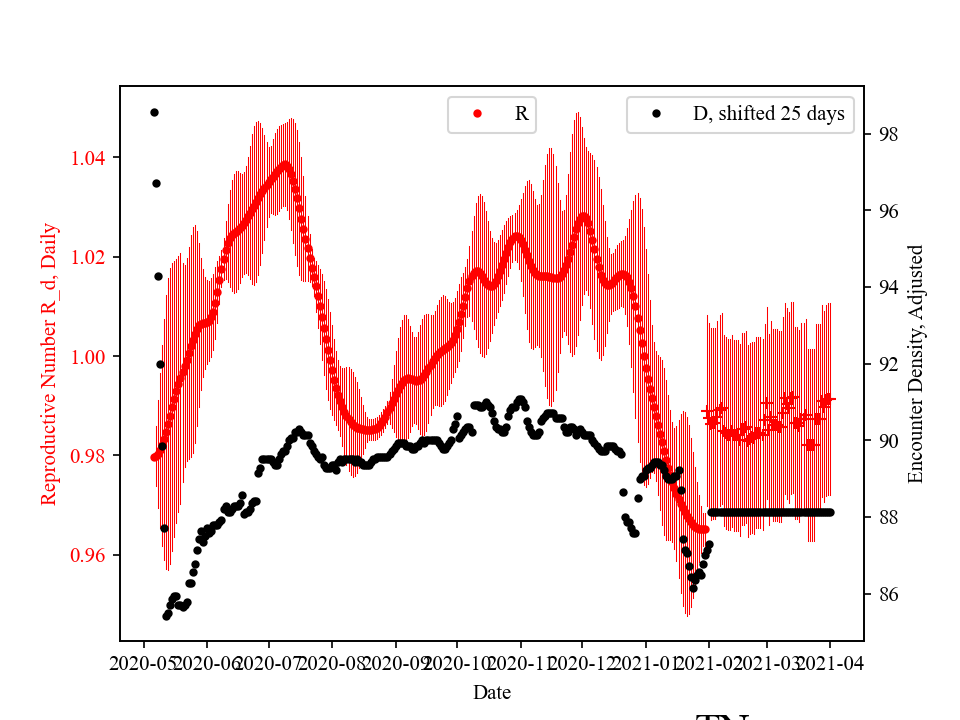 R
D, shifted 25 days
1.04
1.02
1.00
0.98
0.96
Reproductive Number R_d, Daily
98
96
94
92
90
88
86
Encounter Density, Adjusted
2020-05 2020-06 2020-07 2020-08 2020-09 2020-10 2020-11 2020-12 2021-01 2021-02 2021-03 2021-04
Date
TN